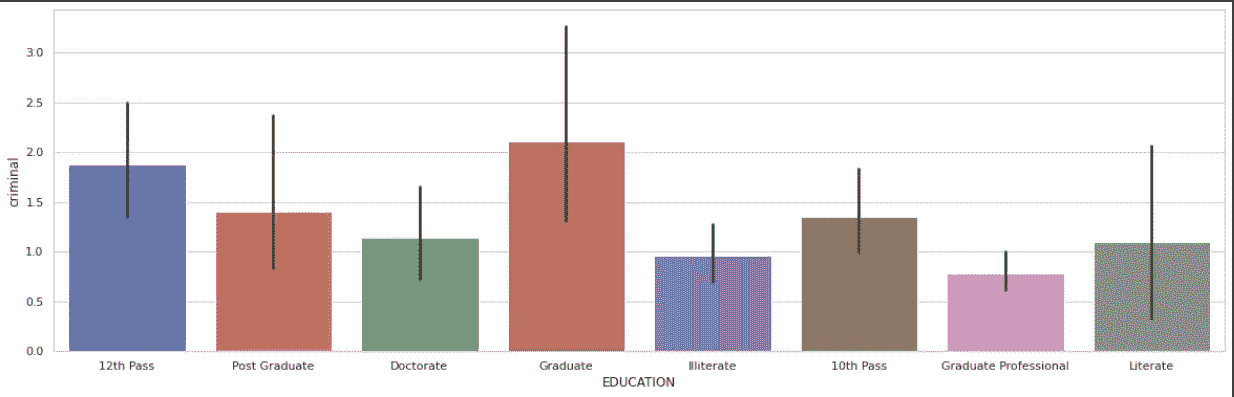 3.0
2.5
2.0
1.5
1.0
0.5
0.0
criminal
12th Pass Post Graduate Doctorate Graduate Illiterate 10th Pass Graduate Professional Literate
EDUCATION